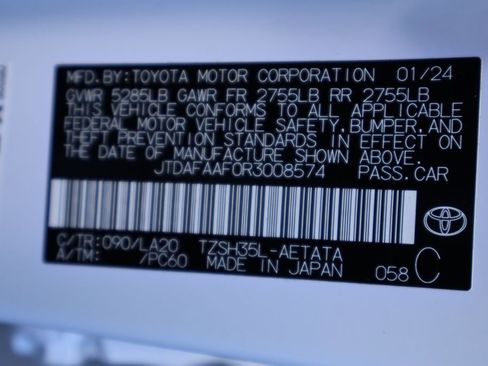 MFD.BY:TOYOTA MOTOR CORPORATION 01/24
GVWR 5285LB GAWR FR 2755LB RR 2755LB
THIS VEHICLE CONFORMS TO ALL APPLICABLE
FEDERAL MOTOR VEHICLE SAFETY,BUMPER,AND
THEFT PREVENTION STANDARDS IN EFFECT ON
THE DATE OF MANUFACTURE SHOWN ABOVE.
JTDAFAAF0R3008574 PASS.CAR
C/TR:090/LA20 TZSH35L-AETATA
A/TM: /PC60 MADE IN JAPAN 058 C